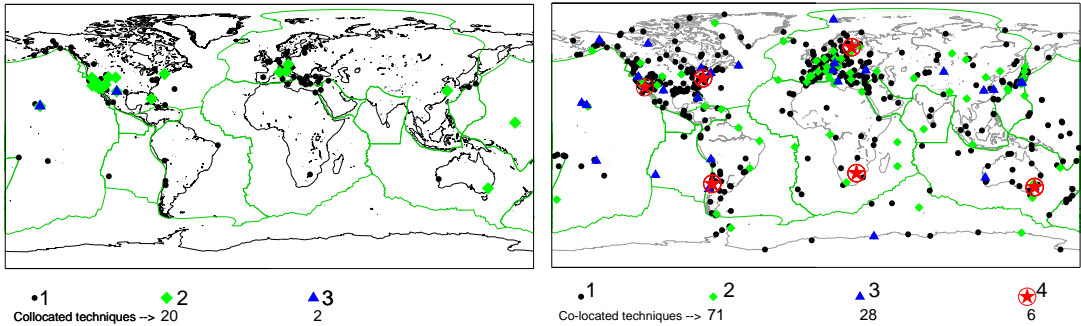 1 2 3
Collocated techniques --> 20 2
1 2 3 4
Co-located techniques --> 71 28 6